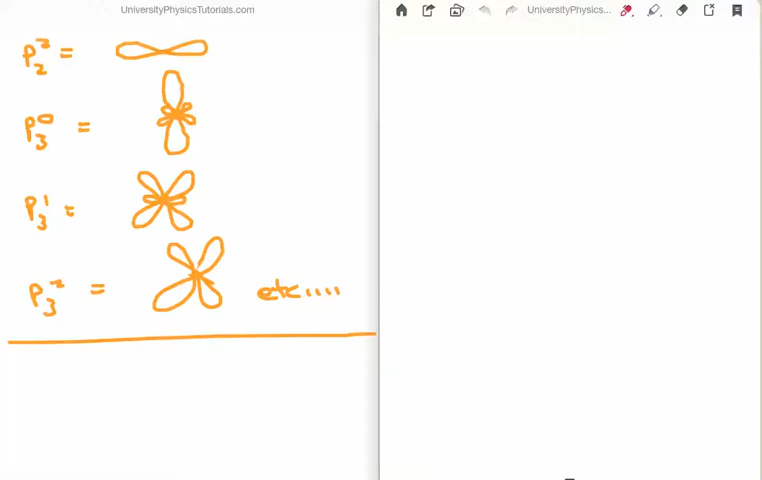 UniversityPhysicsTutorials.com
UniversityPhysics...
P₂² =
P₃⁰ =
P₃¹ =
P₃² = etc....